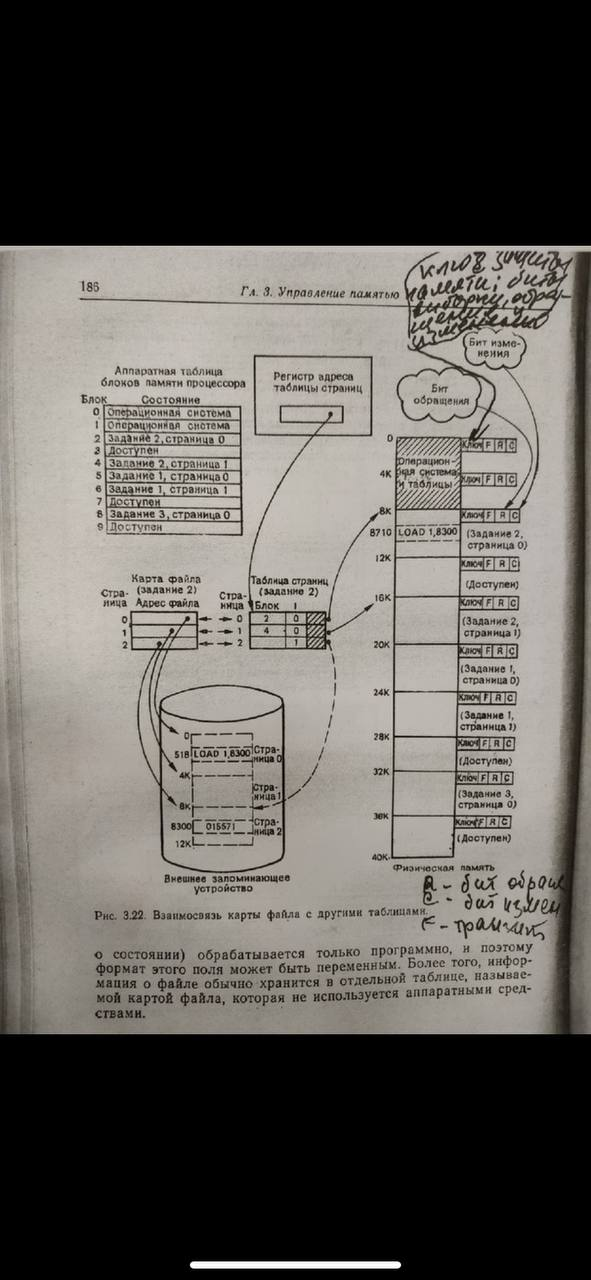 ключ защиты
памяти; биты
выборки, обра-
щения и
изменения
186
Гл. 3. Управление памятью
Бит изме-
нения
Бит
обращения
Аппаратная таблица
блоков памяти процессора
Блок Состояние
0 Операционная система
1 Операционная система
2 Задание 2, страница 0
3 Доступен
4 Задание 2, страница 1
5 Задание 1, страница 0
6 Задание 1, страница 1
7 Доступен
8 Задание 3, страница 0
9 Доступен
Регистр адреса
таблицы страниц
Карта файла
(задание 2)
Стра-
ница Адрес файла
0
1
2
Таблица страниц
(задание 2)
Стра-
ница Блок I
0 2 0
1 4 0
2 1
0
518 LOAD 1,8300 Стра-
ница 0
4K
Стра-
ница 1
8K
8300 015571 Стра-
ница 2
12K
Внешнее запоминающее
устройство
0 Ключ F R C
Операцион-
ная система
и таблицы
4K Ключ F R C
8K Ключ F R C
8710 LOAD 1,8300 (Задание 2,
страница 0)
12K Ключ F R C
(Доступен)
16K Ключ F R C
(Задание 2,
страница 1)
20K Ключ F R C
(Задание 1,
страница 0)
24K Ключ F R C
(Задание 1,
страница 1)
28K Ключ F R C
(Доступен)
32K Ключ F R C
(Задание 3,
страница 0)
36K Ключ F R C
(Доступен)
40K
Физическая память
R - бит обращ
C - бит измен
F - транзит
Рис. 3.22. Взаимосвязь карты файла с другими таблицами.
о состоянии) обрабатывается только программно, и поэтому
формат этого поля может быть переменным. Более того, инфор-
мация о файле обычно хранится в отдельной таблице, называе-
мой картой файла, которая не используется аппаратными сред-
ствами.